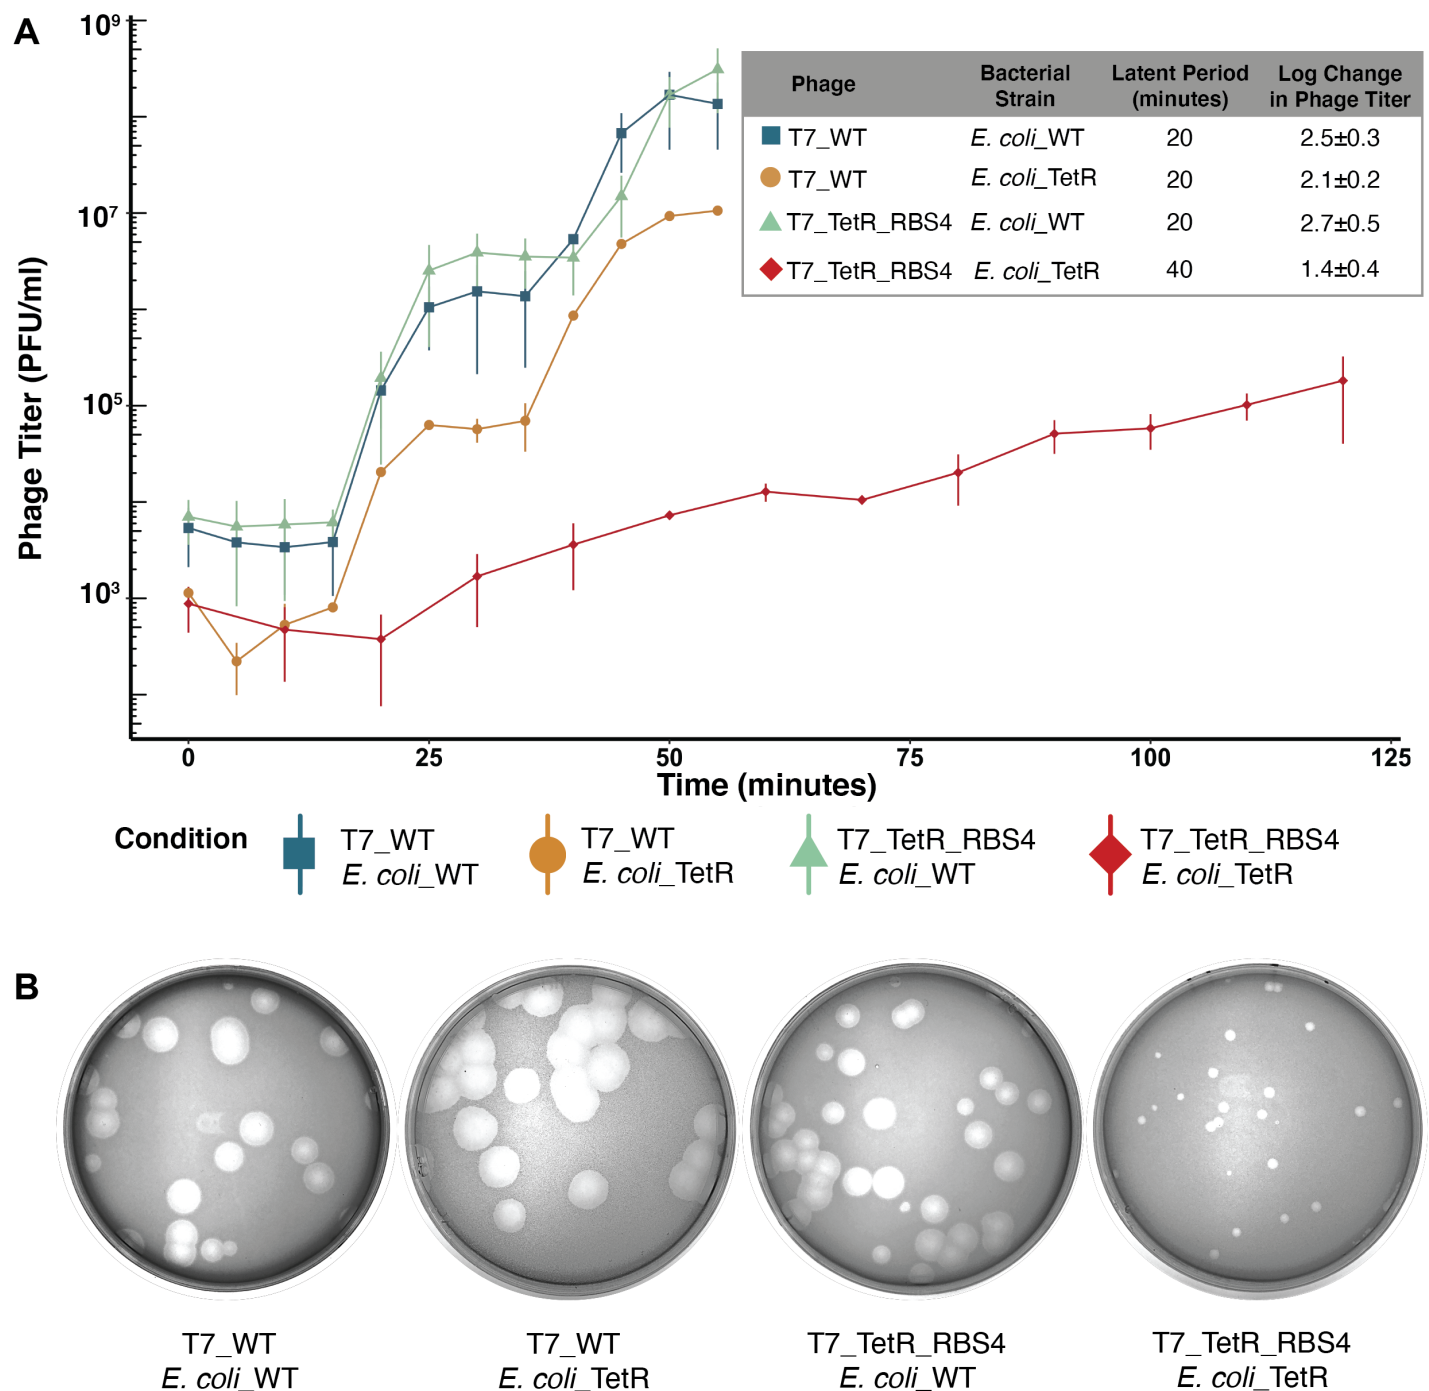 A
10⁹
10⁷
10⁵
10³
Phage Titer (PFU/ml)
Phage Bacterial Strain Latent Period (minutes) Log Change in Phage Titer
T7_WT E. coli_WT 20 2.5±0.3
T7_WT E. coli_TetR 20 2.1±0.2
T7_TetR_RBS4 E. coli_WT 20 2.7±0.5
T7_TetR_RBS4 E. coli_TetR 40 1.4±0.4
0 25 50 75 100 125
Time (minutes)
Condition
T7_WT
E. coli_WT
T7_WT
E. coli_TetR
T7_TetR_RBS4
E. coli_WT
T7_TetR_RBS4
E. coli_TetR
B
T7_WT
E. coli_WT
T7_WT
E. coli_TetR
T7_TetR_RBS4
E. coli_WT
T7_TetR_RBS4
E. coli_TetR